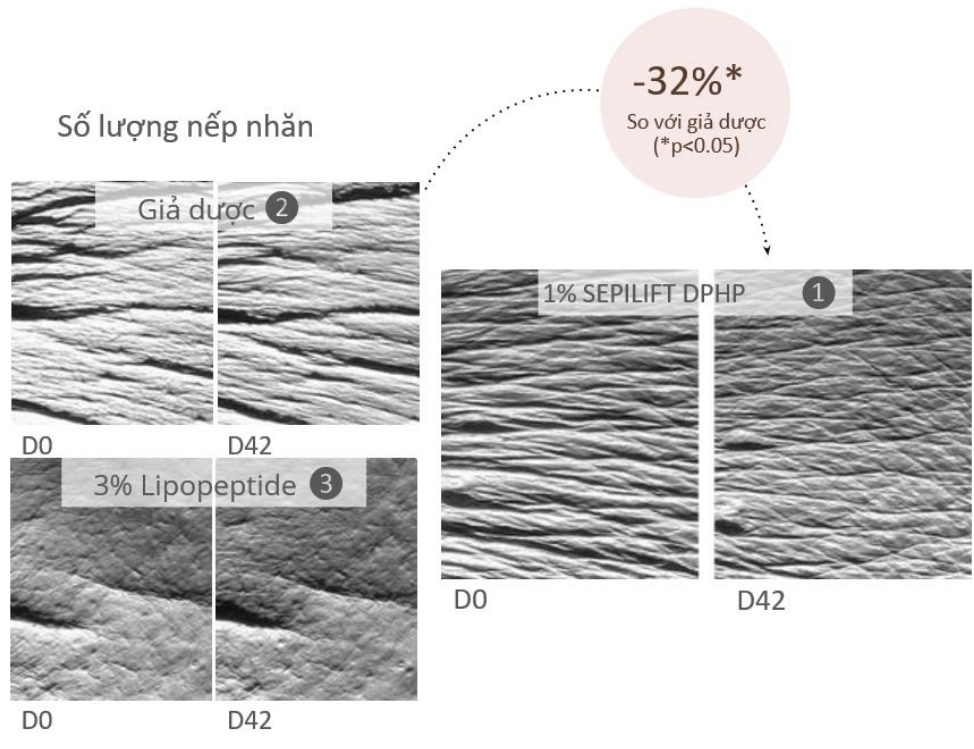 -32%*
So với giả dược
(*p<0.05)
Số lượng nếp nhăn
Giả dược 2
D0 D42
1% SEPILIFT DPHP 1
D0 D42
3% Lipopeptide 3
D0 D42